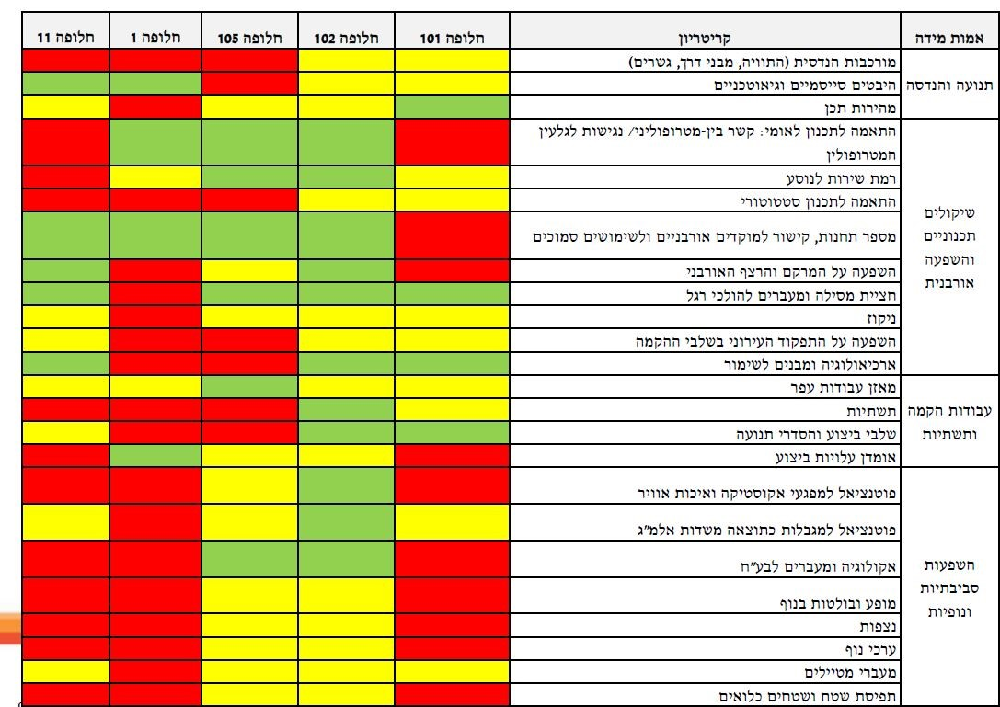 אמות מידה קריטריון חלופה 101 חלופה 102 חלופה 105 חלופה 1 חלופה 11
תנועה והנדסה
מורכבות הנדסית (התוויה, מבני דרך, גשרים)
היבטים סייסמיים וגיאוטכניים
מהירות תכן
שיקולים
תכנוניים
והשפעה
אורבנית
התאמה לתכנון לאומי: קשר בין-מטרופוליני/ נגישות לגלעין
המטרופולין
רמת שירות לנוסע
התאמה לתכנון סטטוטורי
מספר תחנות, קישור למוקדים אורבניים ולשימושים סמוכים
השפעה על המרקם והרצף האורבני
חציית מסילה ומעברים להולכי רגל
ניקוז
השפעה על התפקוד העירוני בשלבי ההקמה
ארכיאולוגיה ומבנים לשימור
עבודות הקמה
ותשתיות
מאזן עבודות עפר
תשתיות
שלבי ביצוע והסדרי תנועה
אומדן עלויות ביצוע
השפעות
סביבתיות
ונופיות
פוטנציאל למפגעי אקוסטיקה ואיכות אוויר
פוטנציאל למגבלות כתוצאה משדות אלמ"ג
אקולוגיה ומעברים לבע"ח
מופע ובולטות בנוף
נצפות
ערכי נוף
מעברי מטיילים
תפיסת שטח ושטחים כלואים